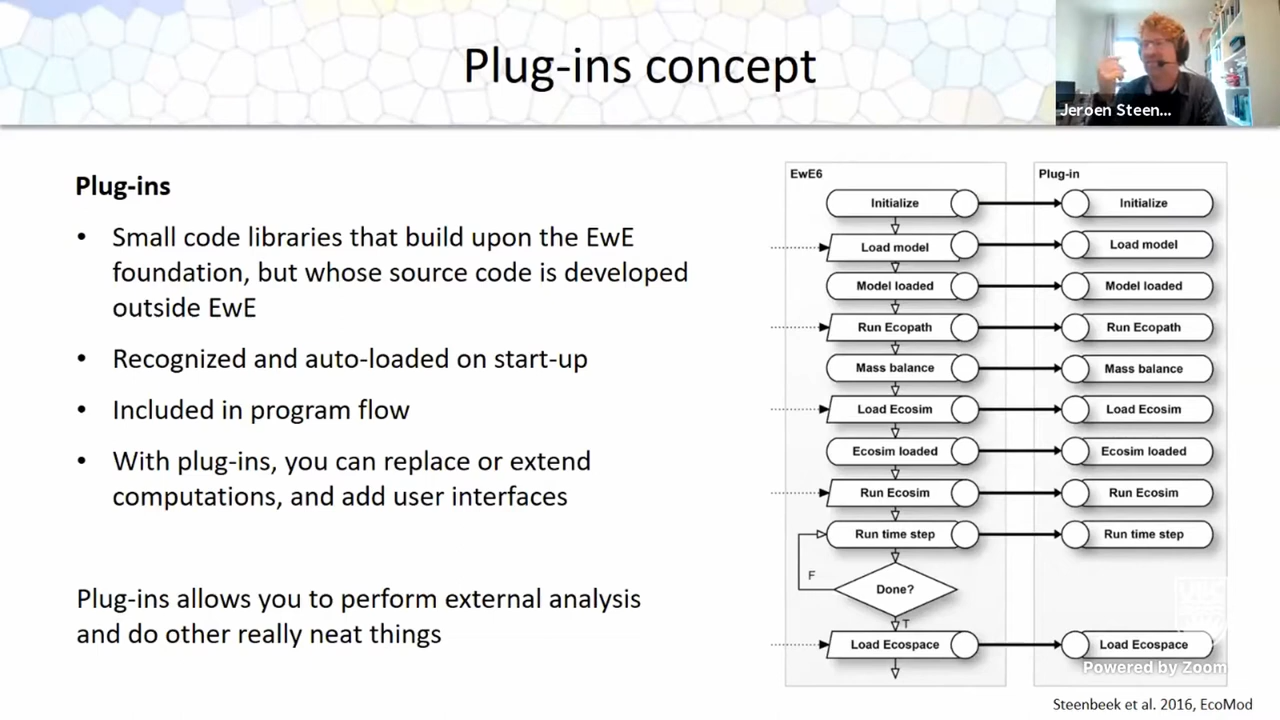 Plug-ins concept
Jeroen Steen...
Plug-ins
• Small code libraries that build upon the EwE
foundation, but whose source code is developed
outside EwE
• Recognized and auto-loaded on start-up
• Included in program flow
• With plug-ins, you can replace or extend
computations, and add user interfaces
Plug-ins allows you to perform external analysis
and do other really neat things
EwE6
Initialize
Load model
Model loaded
Run Ecopath
Mass balance
Load Ecosim
Ecosim loaded
Run Ecosim
Run time step
F
Done?
T
Load Ecospace
Plug-in
Initialize
Load model
Model loaded
Run Ecopath
Mass balance
Load Ecosim
Ecosim loaded
Run Ecosim
Run time step
Load Ecospace
Powered by Zoom
Steenbeek et al. 2016, EcoMod